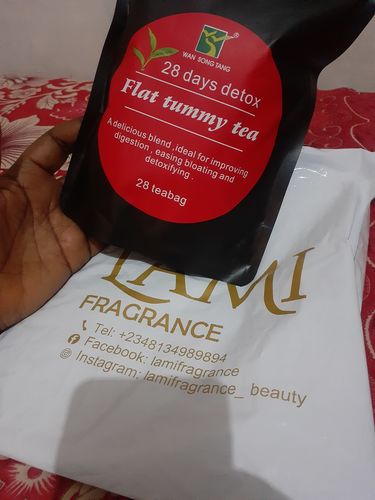 WAN SONG TANG
28 days detox
Flat tummy tea
A delicious blend ,ideal for improving
digestion , easing bloating and
detoxifying .
28 teabag
LAMI
FRAGRANCE
Tel: +2348134989894
Facebook: lamifragrance
Instagram: lamifragrance_ beauty